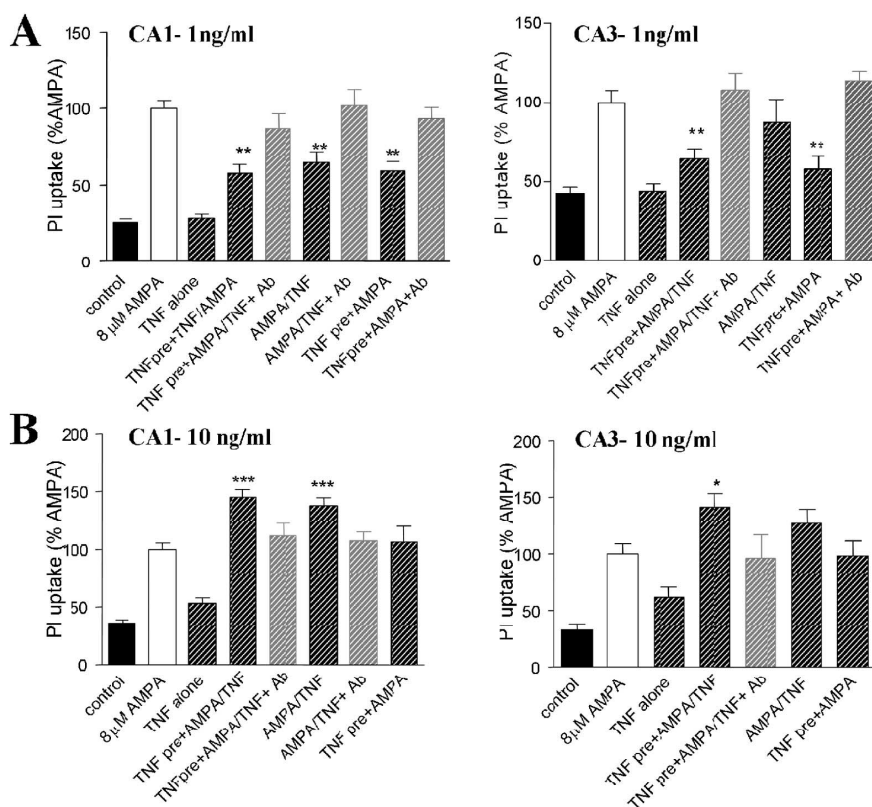 A
CA1- 1ng/ml
PI uptake (%AMPA)
150
100
50
0
**
**
**
control
8 µM AMPA
TNF alone
TNFpre+TNF/AMPA
TNF pre+AMPA/TNF+ Ab
AMPA/TNF
AMPA/TNF+ Ab
TNF pre+AMPA
TNFpre+AMPA+Ab
CA3- 1ng/ml
PI uptake (% AMPA)
150
100
50
0
**
**
control
8 µM AMPA
TNF alone
TNFpre+AMPA/TNF
TNFpre+AMPA/TNF+ Ab
AMPA/TNF
TNFpre+AMPA
TNFpre+AMPA+ Ab
B
CA1- 10 ng/ml
PI uptake (% AMPA)
200
150
100
50
0
***
***
control
8µM AMPA
TNF alone
TNF pre+AMPA/TNF
TNFpre+AMPA/TNF+ Ab
AMPA/TNF
AMPA/TNF+ Ab
TNF pre+AMPA
CA3- 10 ng/ml
PI uptake (% AMPA)
200
150
100
50
0
*
control
8µM AMPA
TNF alone
TNF pre+AMPA/TNF
TNF pre+AMPA/TNF+ Ab
AMPA/TNF
TNF pre+AMPA